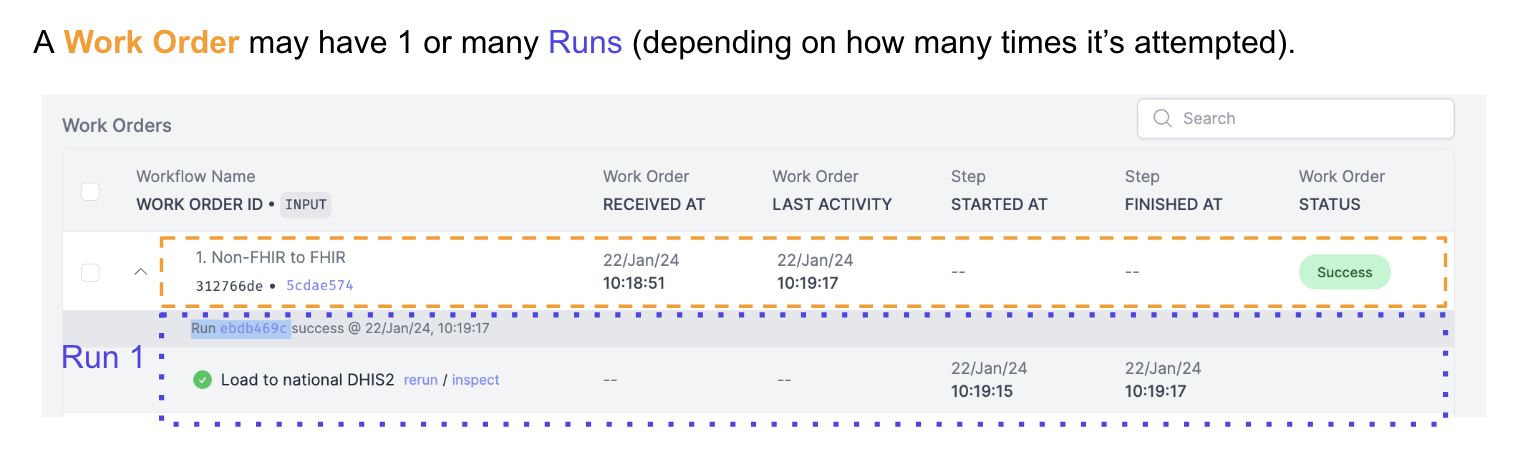 A Work Order may have 1 or many Runs (depending on how many times it’s attempted).
Work Orders
Search
Workflow Name Work Order Work Order Step Step Work Order
WORK ORDER ID • INPUT RECEIVED AT LAST ACTIVITY STARTED AT FINISHED AT STATUS
1. Non-FHIR to FHIR 22/Jan/24 22/Jan/24 -- -- Success
312766de • 5cdae574 10:18:51 10:19:17
Run ebdb469c success @ 22/Jan/24, 10:19:17
Run 1
Load to national DHIS2 rerun / inspect -- -- 22/Jan/24 22/Jan/24
10:19:15 10:19:17